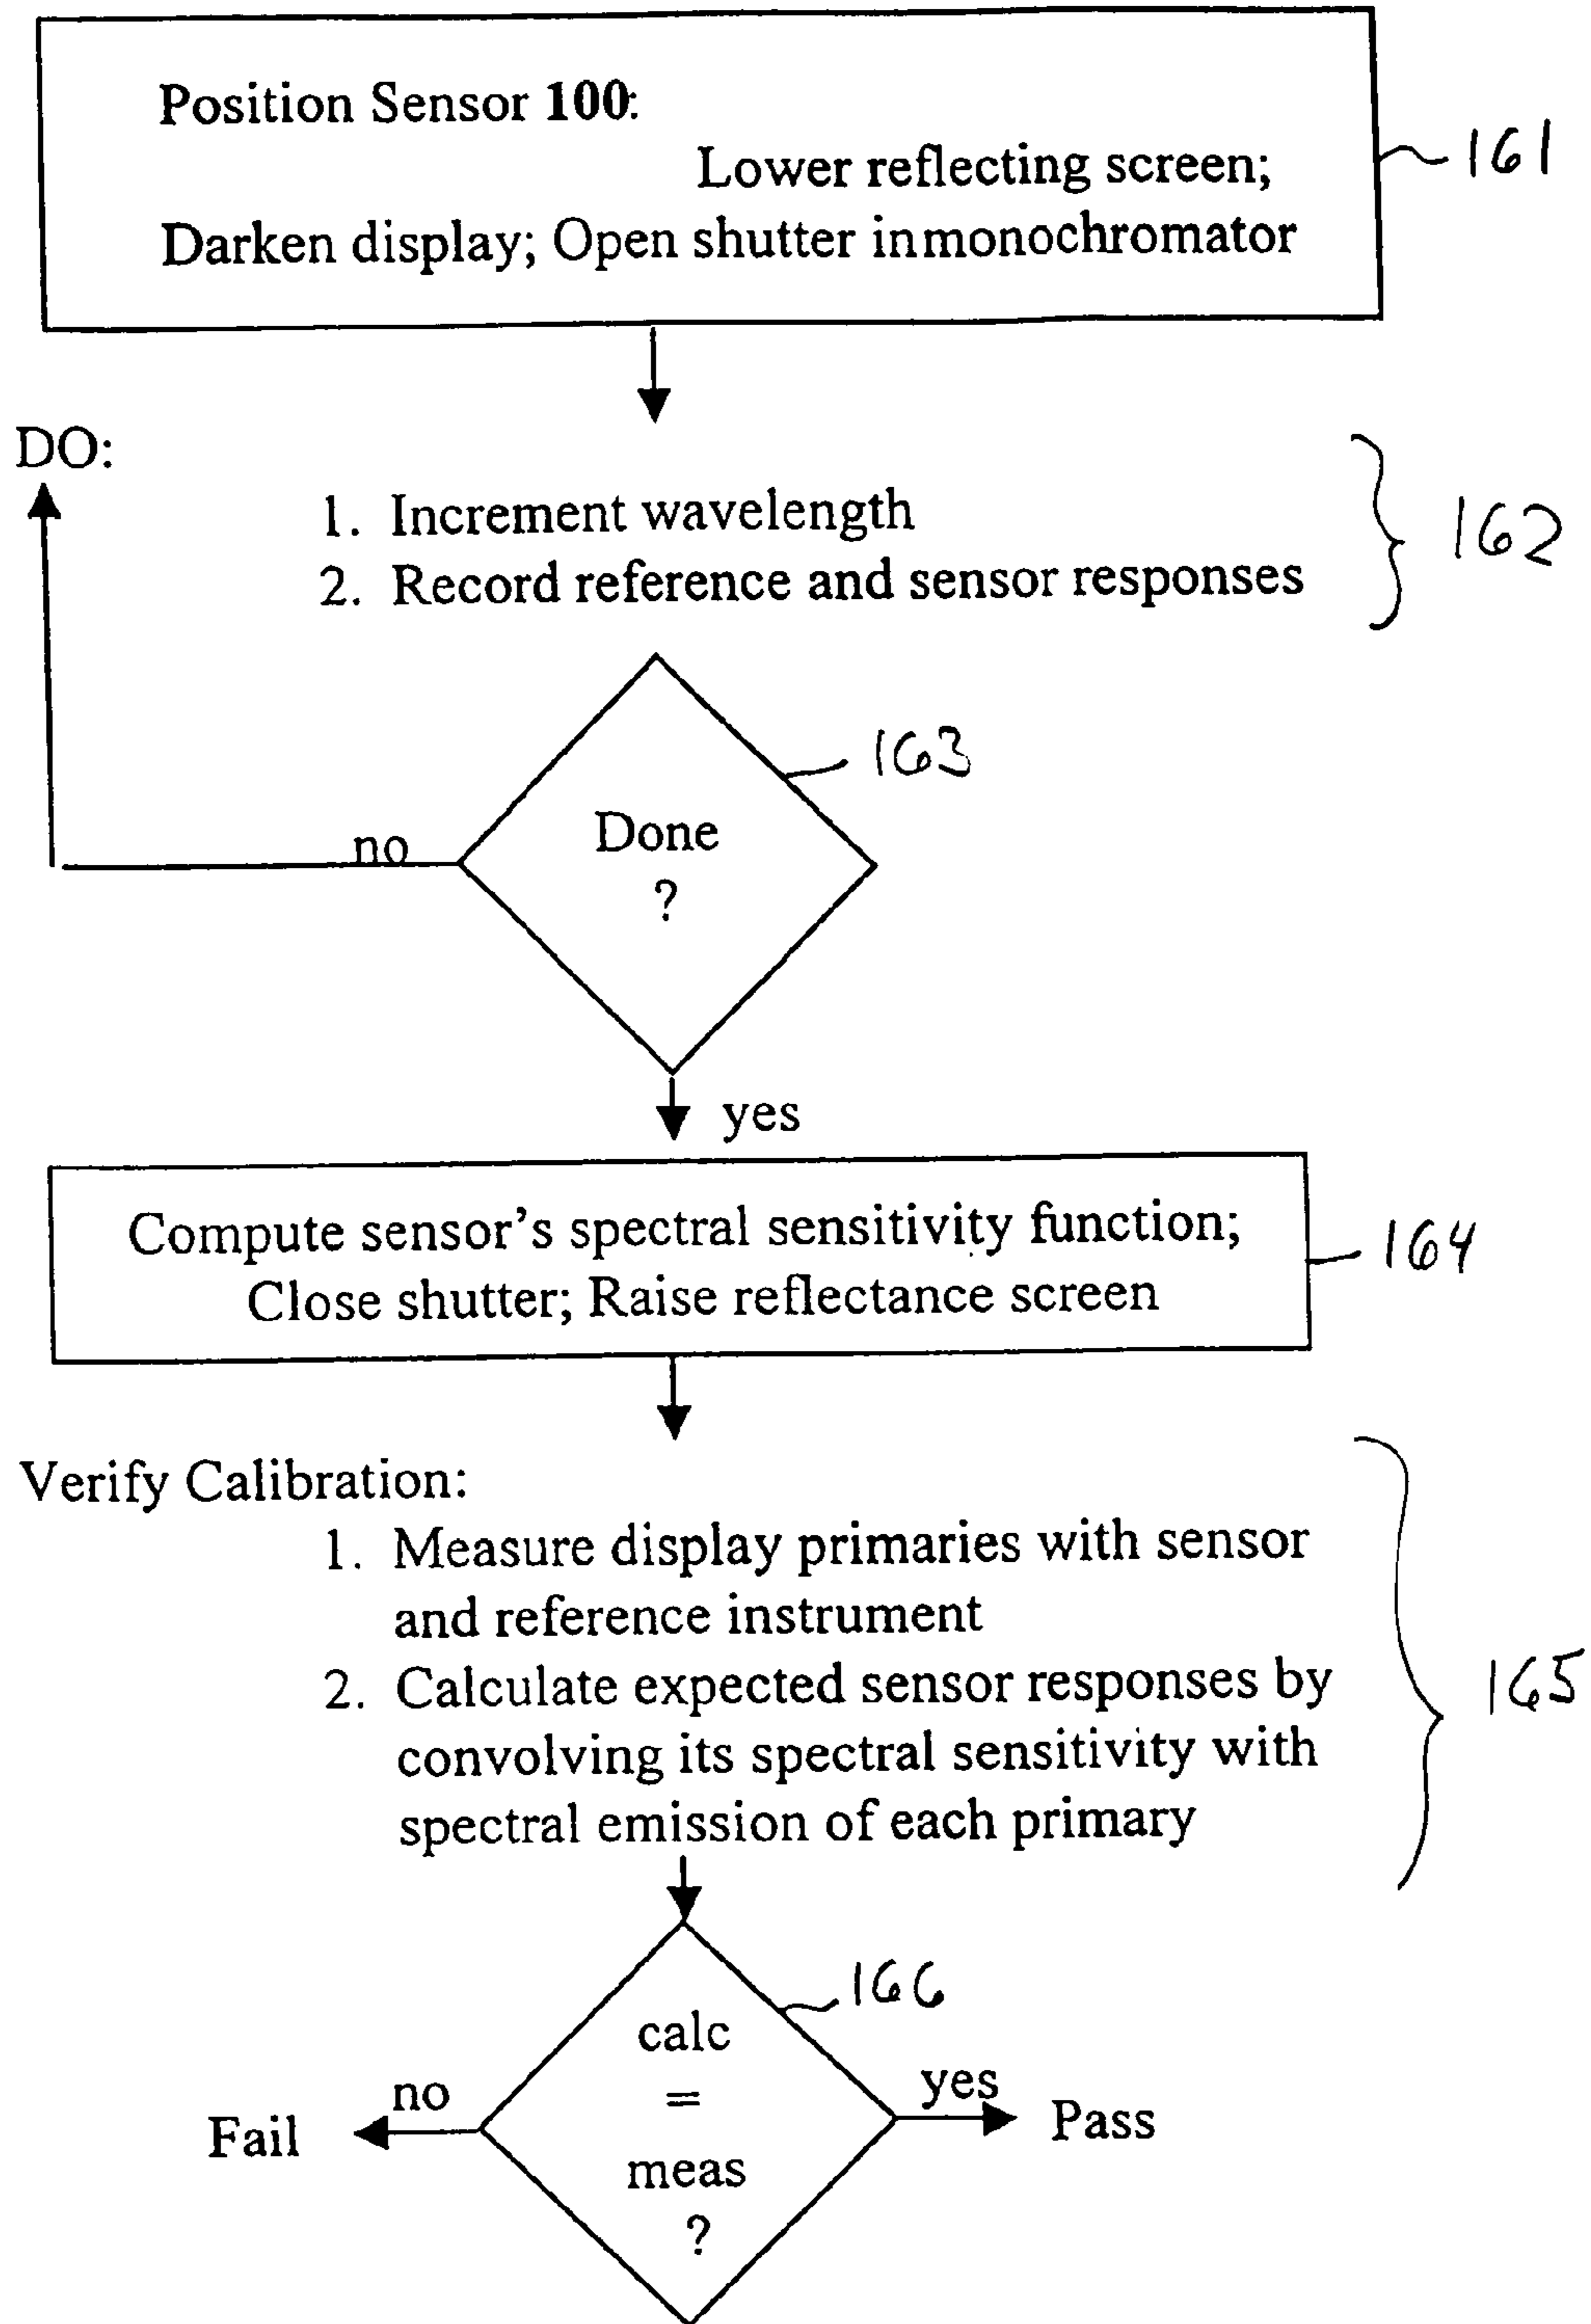 Position Sensor 100:
Lower reflecting screen;
Darken display; Open shutter inmonochromator
161
DO:
1. Increment wavelength
2. Record reference and sensor responses
162
163
Done
?
no
yes
Compute sensor's spectral sensitivity function;
Close shutter; Raise reflectance screen
164
Verify Calibration:
1. Measure display primaries with sensor
and reference instrument
2. Calculate expected sensor responses by
convolving its spectral sensitivity with
spectral emission of each primary
165
166
calc
=
meas
?
no
Fail
yes
Pass